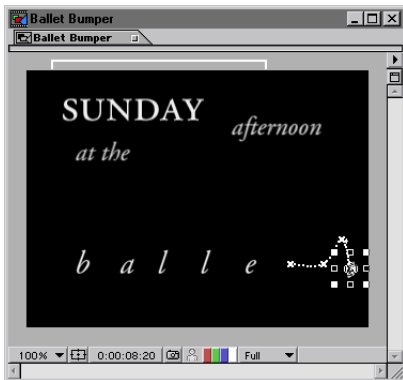 Ballet Bumper
Ballet Bumper
SUNDAY
afternoon
at the
b a l l e
100% 0:00:08:20 Full